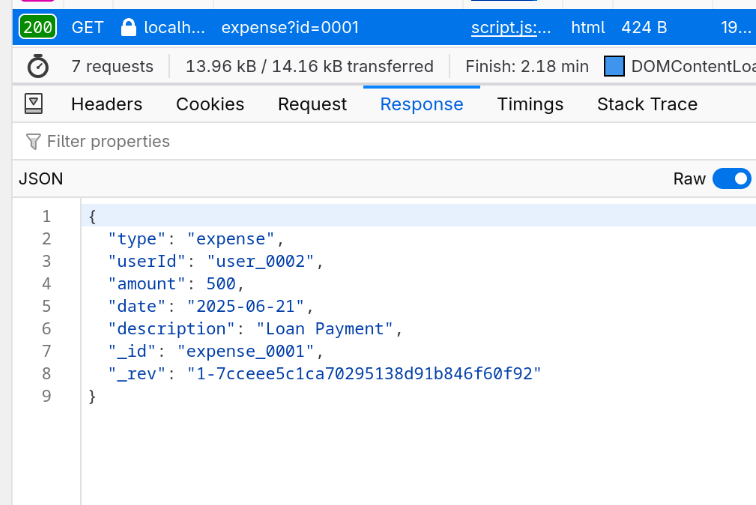 200 GET localh... expense?id=0001 script.js:... html 424 B 19...
7 requests 13.96 kB / 14.16 kB transferred Finish: 2.18 min DOMContentLoa
Headers Cookies Request Response Timings Stack Trace
Filter properties
JSON Raw
1 {
2 "type": "expense",
3 "userId": "user_0002",
4 "amount": 500,
5 "date": "2025-06-21",
6 "description": "Loan Payment",
7 "_id": "expense_0001",
8 "_rev": "1-7cceee5c1ca70295138d91b846f60f92"
9 }